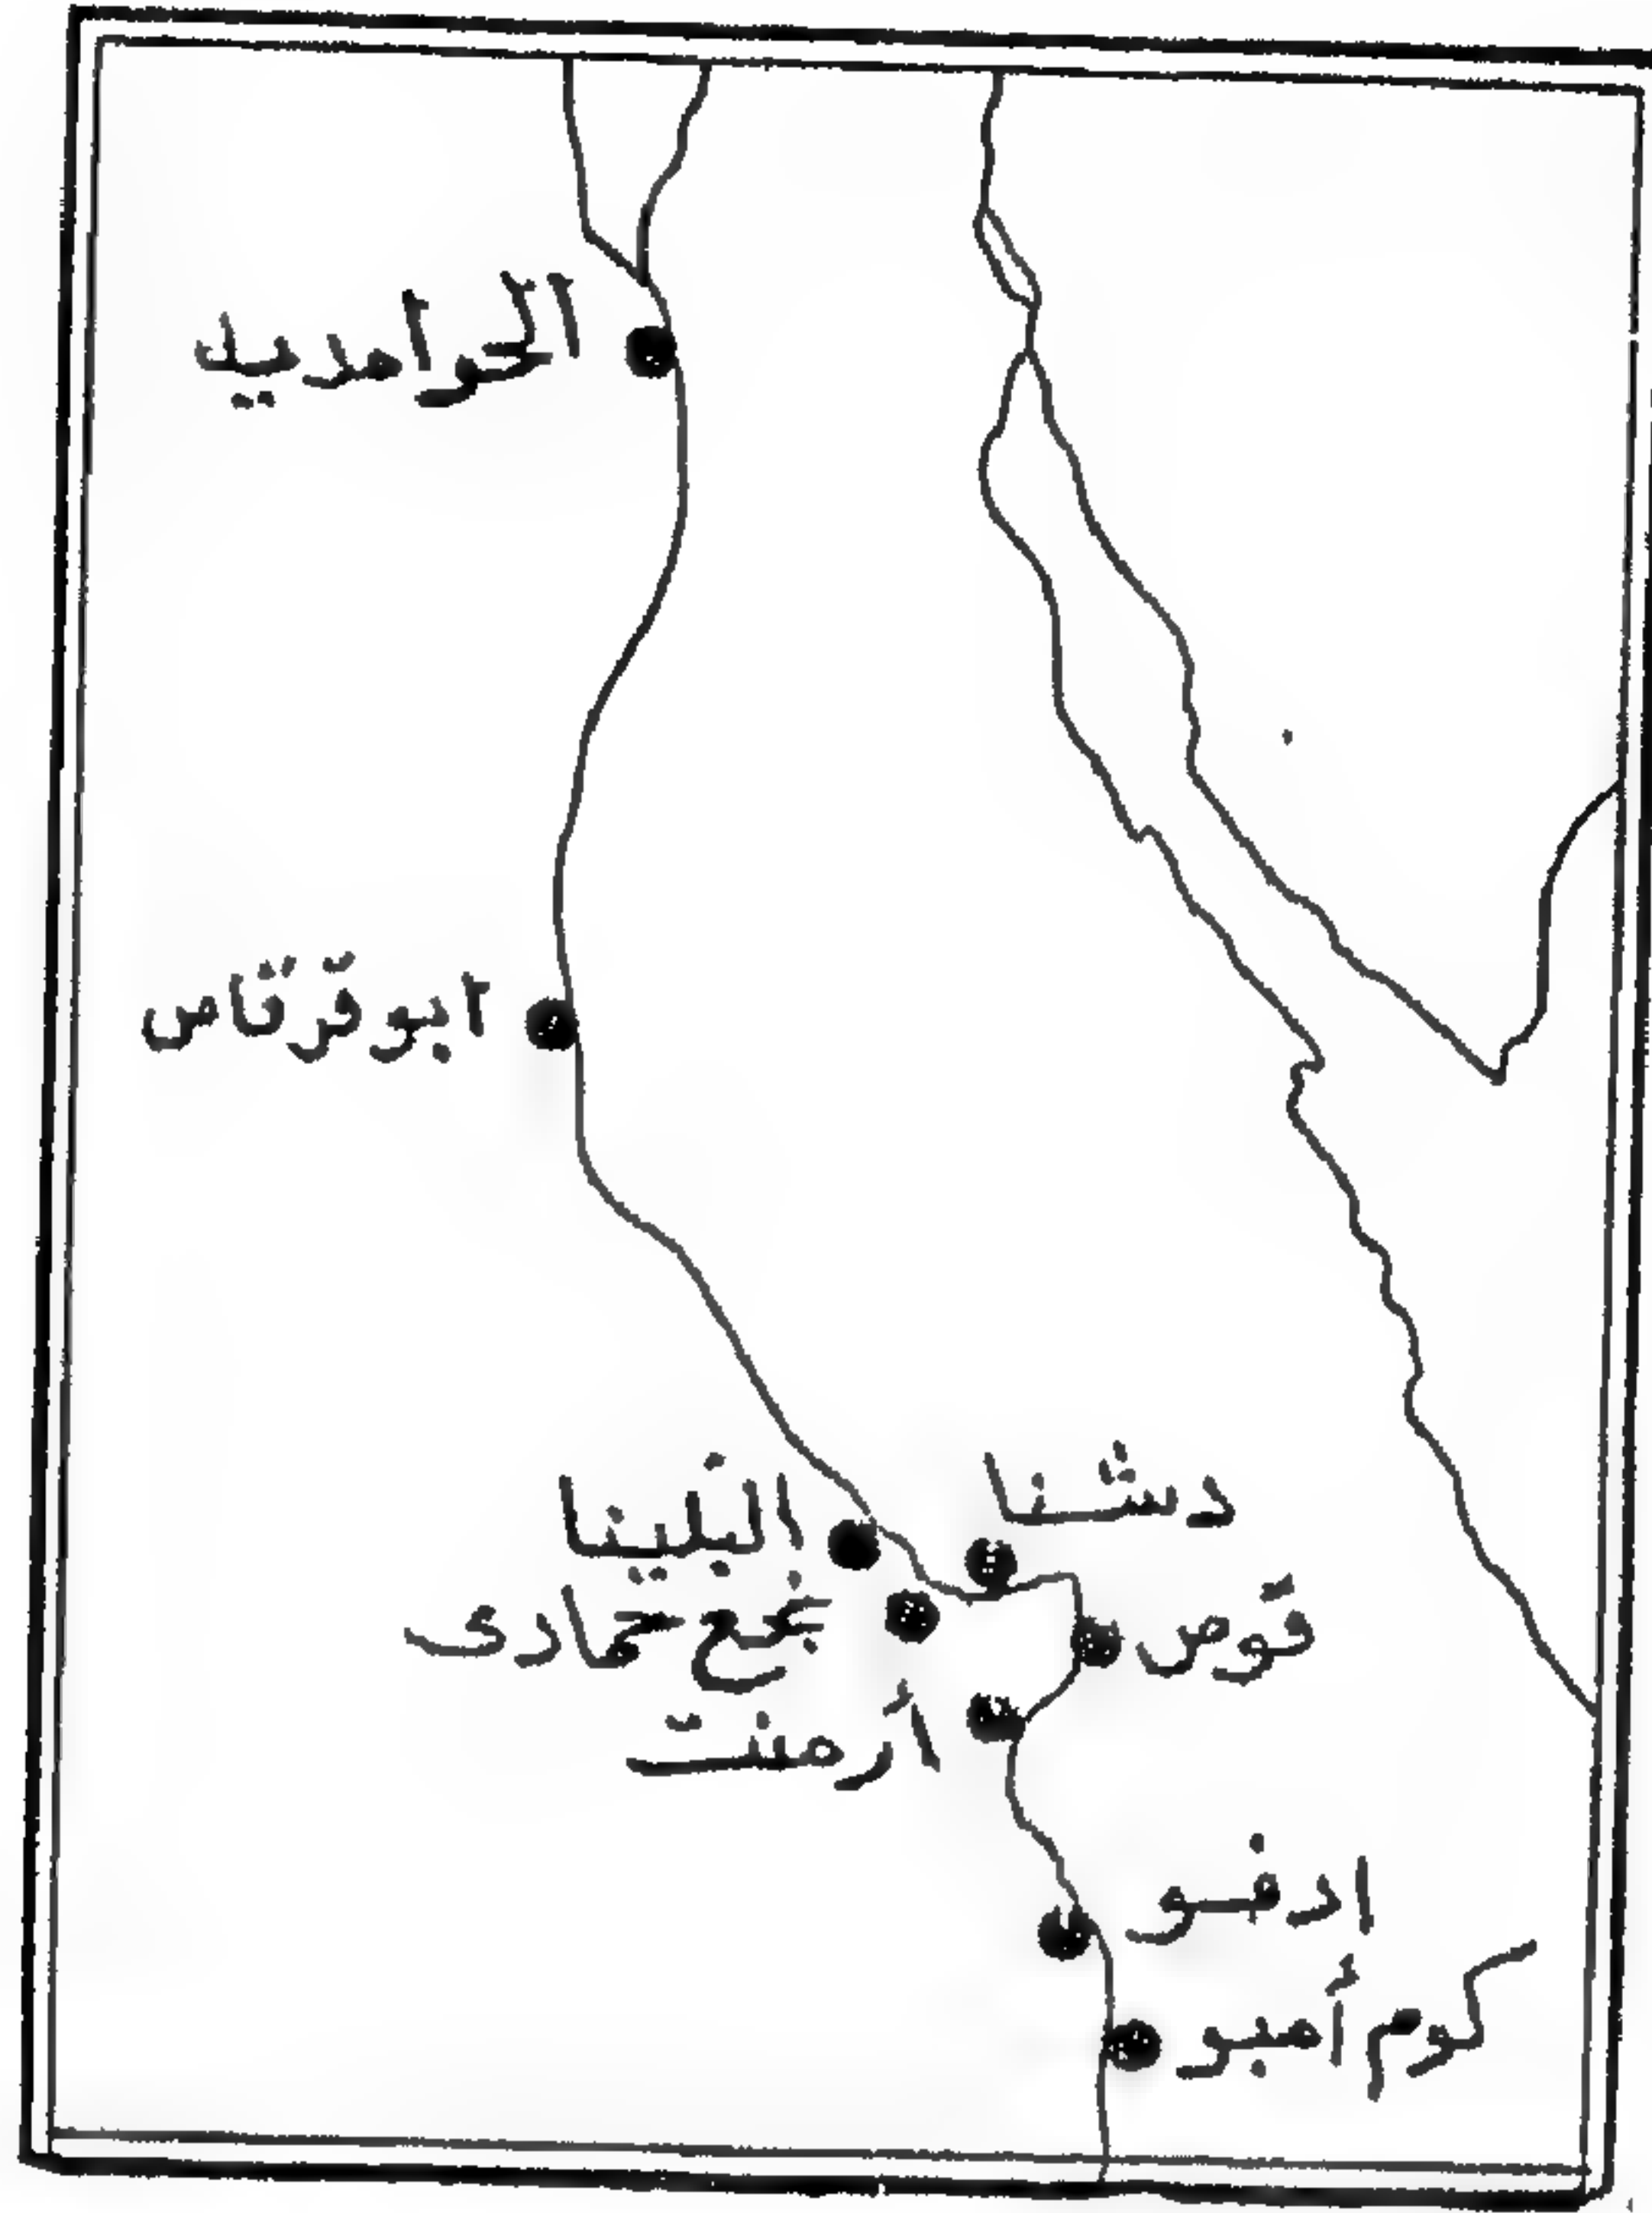 الحوامديه
ابوقرقاص
دشنا
البلينا
نجع حمادى
قوص
أرمنت
ادفو
كوم أمبو